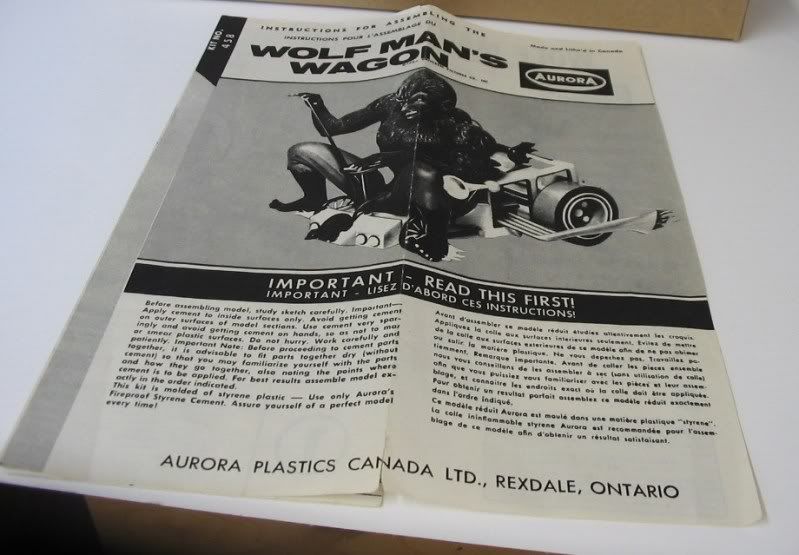 KIT NO.
458
INSTRUCTIONS FOR ASSEMBLING THE
INSTRUCTIONS POUR L'ASSEMBLAGE DU
WOLF MAN'S
WAGON
Made and Litho'd in Canada
AURORA
IMPORTANT - READ THIS FIRST!
IMPORTANT - LISEZ D'ABORD CES INSTRUCTIONS!
Before assembling model, study sketch carefully. Important—
Apply cement to inside surfaces only. Avoid getting cement
on outer surfaces of model sections. Use cement very spar-
ingly and avoid getting cement on hands, so as not to mar
or smear plastic surfaces. Do not hurry. Work carefully and
patiently. Important Note: Before proceeding to cement parts
together, it is advisable to fit parts together dry (without
cement) so that you may familiarize yourself with the parts
and how they go together, also noting the points where
cement is to be applied. For best results assemble model ex-
actly in the order indicated.
This kit is molded of styrene plastic — Use only Aurora's
Fireproof Styrene Cement. Assure yourself of a perfect model
every time!
Avant d'assembler ce modèle réduit étudiez attentivement les croquis.
Appliquez la colle aux surfaces intérieures seulement. Évitez de mettre
de la colle aux surfaces extérieures de ce modèle afin de ne pas abimer
ou salir la matière plastique. Ne vous depechez pas. Travaillez pa-
tiemment. Remarque importante. Avant de coller les pièces ensemble
nous vous conseillons de les assembler à sec (sans utilisation de colle)
afin que vous puissiez vous familiariser avec les pièces et leur assem-
blage, et connaitre les endroits exact où la colle doit être appliquée.
Pour obtenir un resultat parfait assemblez ce modèle réduit exactement
dans l'ordre indiqué.
Ce modèle réduit Aurora est moulé dans une matière plastique "styrene".
La colle ininflammable styrene Aurora est recommandée pour l'assem-
blage de ce modèle afin d'obtenir un résultat satisfaisant.
AURORA PLASTICS CANADA LTD., REXDALE, ONTARIO